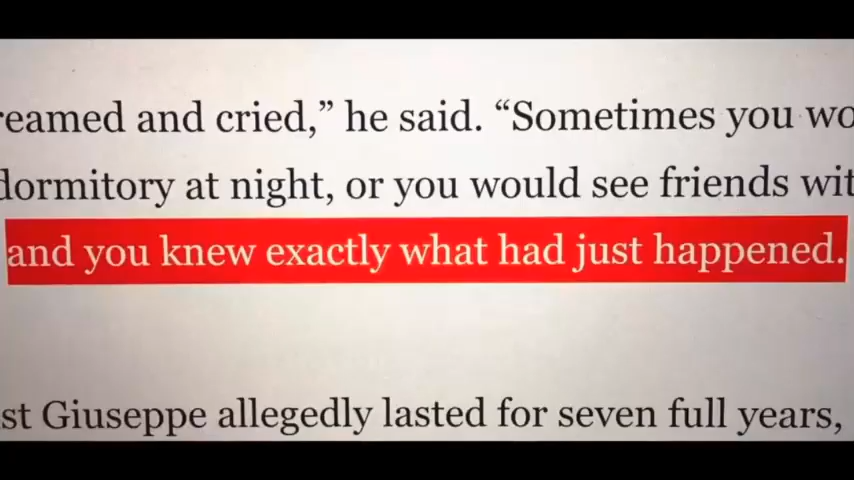 reamed and cried,” he said. “Sometimes you wo
dormitory at night, or you would see friends wit
and you knew exactly what had just happened.
st Giuseppe allegedly lasted for seven full years,